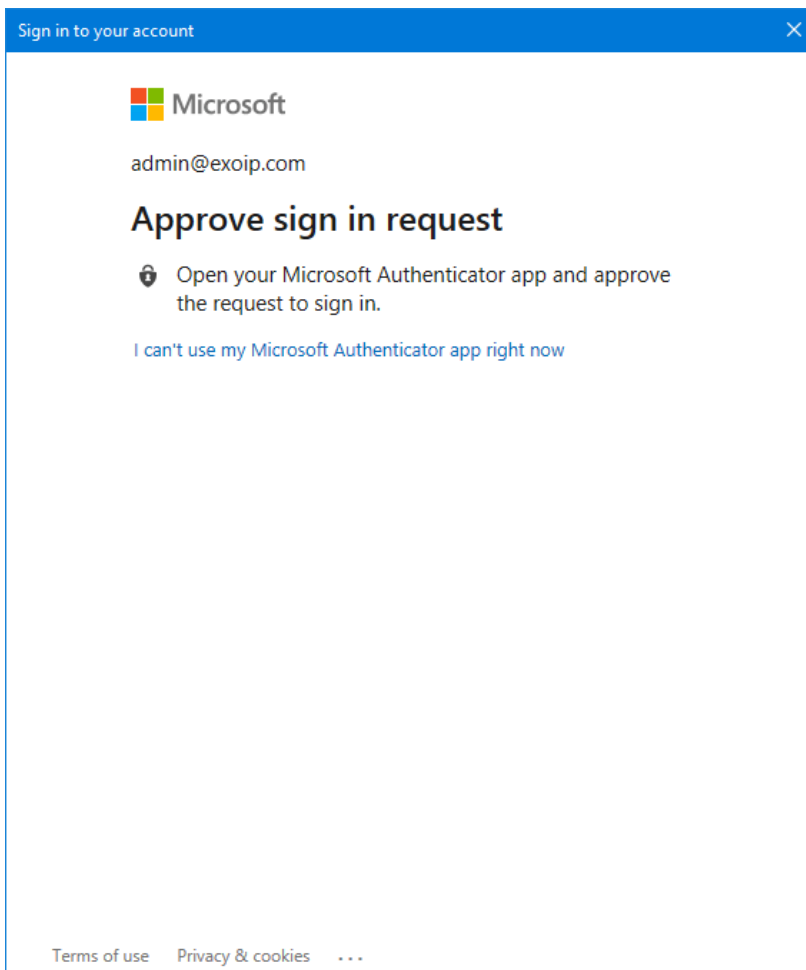 Sign in to your account
Microsoft
admin@exoip.com
Approve sign in request
Open your Microsoft Authenticator app and approve
the request to sign in.
I can't use my Microsoft Authenticator app right now
Terms of use Privacy & cookies ...